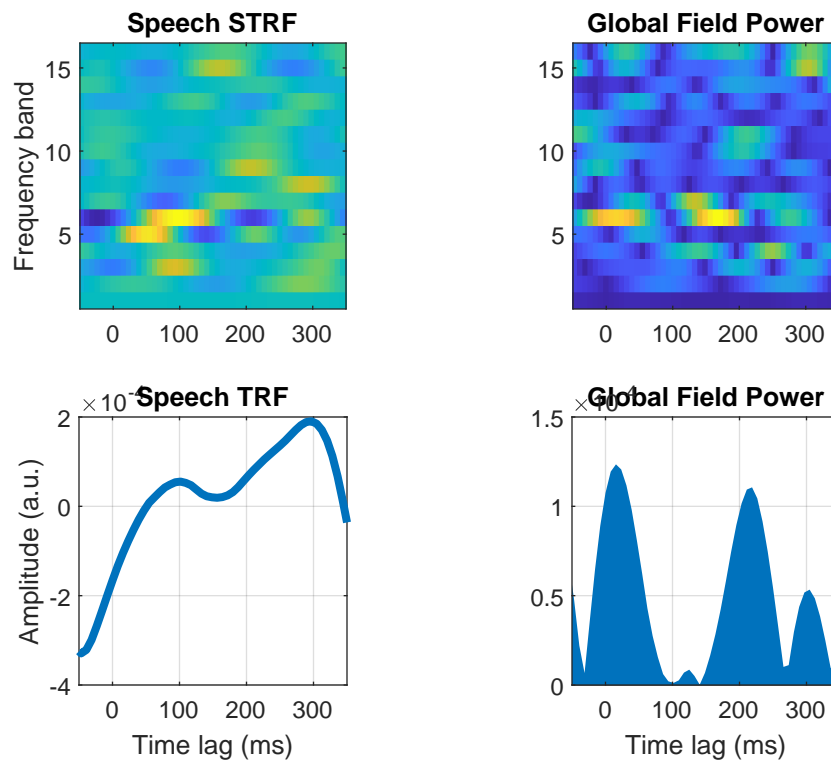 Speech STRF
Frequency band
15
10
5
0 100 200 300
Global Field Power
15
10
5
0 100 200 300
Speech TRF
× 10^-4
Amplitude (a.u.)
2
0
-2
-4
0 100 200 300
Time lag (ms)
Global Field Power
1.5
1
0.5
0
0 100 200 300
Time lag (ms)